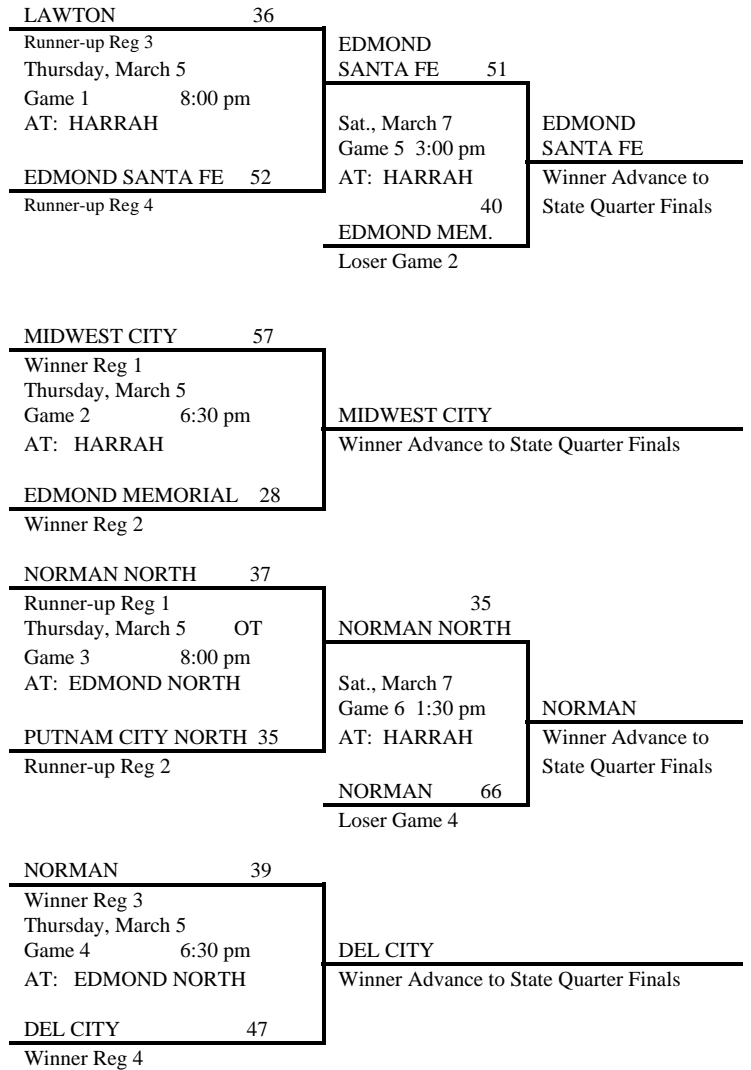 LAWTON 36
Runner-up Reg 3
Thursday, March 5
Game 1 8:00 pm
AT: HARRAH
EDMOND SANTA FE 52
Runner-up Reg 4
EDMOND
SANTA FE 51
Sat., March 7
Game 5 3:00 pm
AT: HARRAH
40
EDMOND MEM.
Loser Game 2
EDMOND
SANTA FE
Winner Advance to
State Quarter Finals
MIDWEST CITY 57
Winner Reg 1
Thursday, March 5
Game 2 6:30 pm
AT: HARRAH
EDMOND MEMORIAL 28
Winner Reg 2
MIDWEST CITY
Winner Advance to State Quarter Finals
NORMAN NORTH 37
Runner-up Reg 1
Thursday, March 5 OT
Game 3 8:00 pm
AT: EDMOND NORTH
PUTNAM CITY NORTH 35
Runner-up Reg 2
35
NORMAN NORTH
Sat., March 7
Game 6 1:30 pm
AT: HARRAH
NORMAN 66
Loser Game 4
NORMAN
Winner Advance to
State Quarter Finals
NORMAN 39
Winner Reg 3
Thursday, March 5
Game 4 6:30 pm
AT: EDMOND NORTH
DEL CITY 47
Winner Reg 4
DEL CITY
Winner Advance to State Quarter Finals